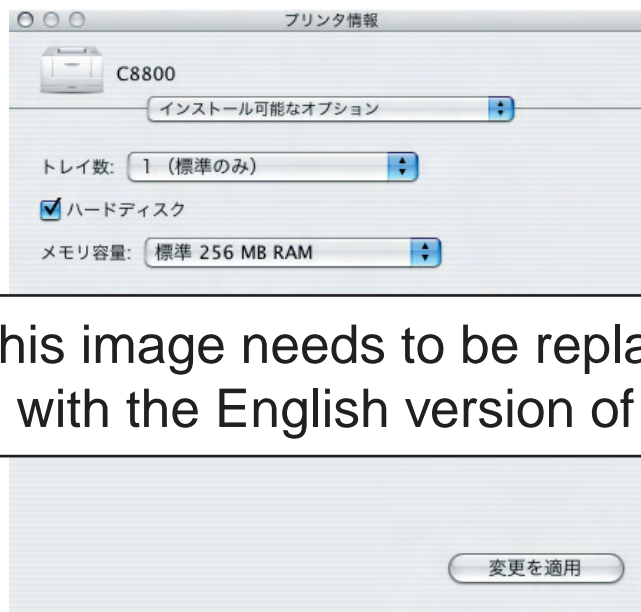 プリンタ情報
C8800
インストール可能なオプション
トレイ数: 1 (標準のみ)
ハードディスク
メモリ容量: 標準 256 MB RAM
his image needs to be repla
with the English version of
変更を適用